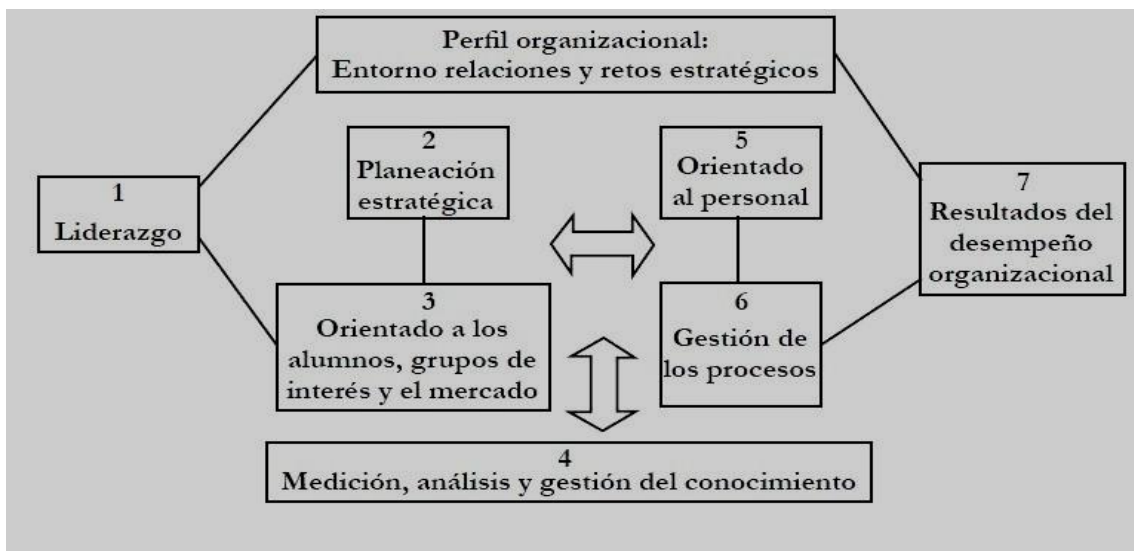 Perfil organizacional:
Entorno relaciones y retos estratégicos
1
Liderazgo
2
Planeación
estratégica
3
Orientado a los
alumnos, grupos de
interés y el mercado
5
Orientado
al personal
6
Gestión de
los procesos
7
Resultados del
desempeño
organizacional
4
Medición, análisis y gestión del conocimiento